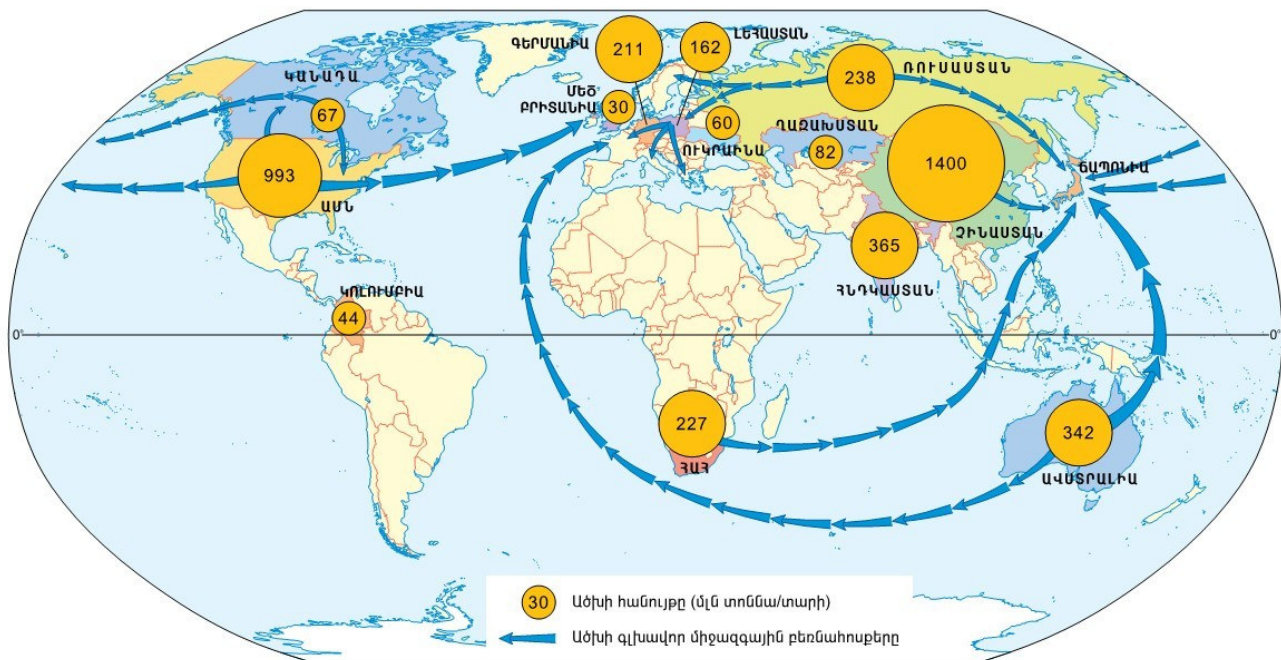 ԳԵՐՄԱՆԻԱ
211
162
ԼԵՀԱՍՏԱՆ
ԿԱՆԱԴԱ
67
ՄԵԾ
ԲՐԻՏԱՆԻԱ
30
60
ՈՒԿՐԱԻՆԱ
238
ՌՈՒՍԱՍՏԱՆ
ՂԱԶԱԽՍՏԱՆ
82
993
ԱՄՆ
1400
ՃԱՊՈՆԻԱ
ՉԻՆԱՍՏԱՆ
365
ՀՆԴԿԱՍՏԱՆ
ԿՈԼՈՒՄԲԻԱ
44
0°
0°
227
ՀԱՀ
342
ԱՎՍՏՐԱԼԻԱ
30 Ածխի հանույթը (մլն տոննա/տարի)
Ածխի գլխավոր միջազգային բեռնահոսքերը